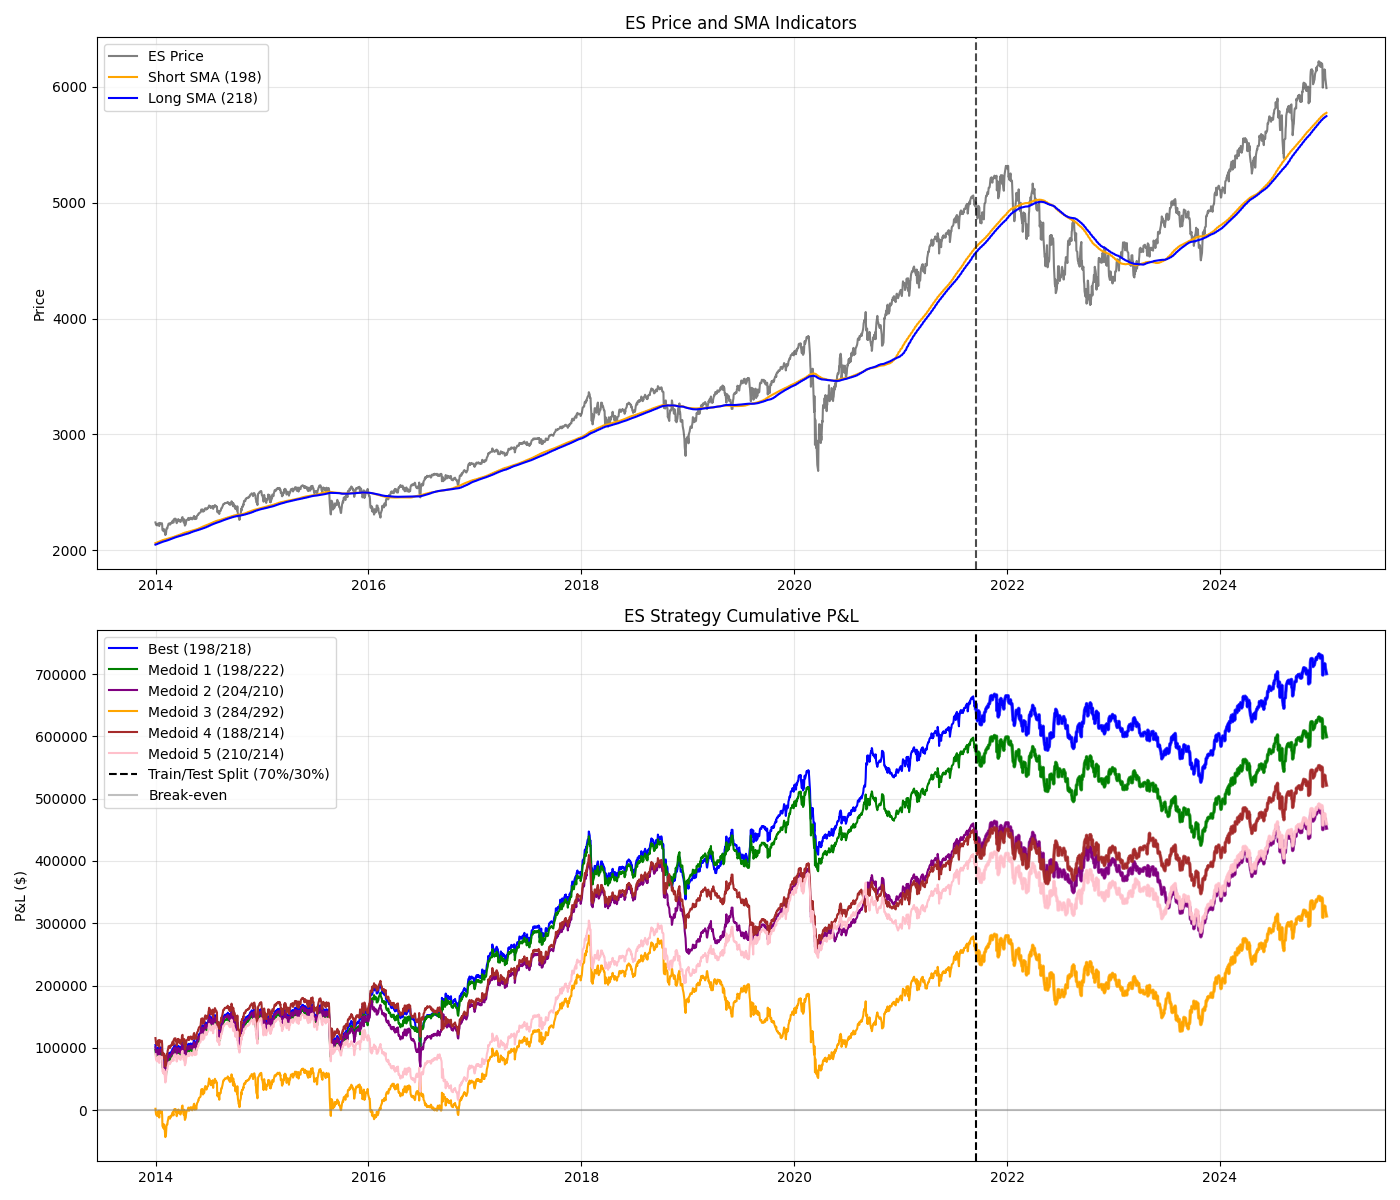 ES Price and SMA Indicators
ES Price
Short SMA (198)
Long SMA (218)
Price
6000
5000
4000
3000
2000
2014 2016 2018 2020 2022 2024
ES Strategy Cumulative P&L
Best (198/218)
Medoid 1 (198/222)
Medoid 2 (204/210)
Medoid 3 (284/292)
Medoid 4 (188/214)
Medoid 5 (210/214)
Train/Test Split (70%/30%)
Break-even
P&L ($)
700000
600000
500000
400000
300000
200000
100000
0
2014 2016 2018 2020 2022 2024